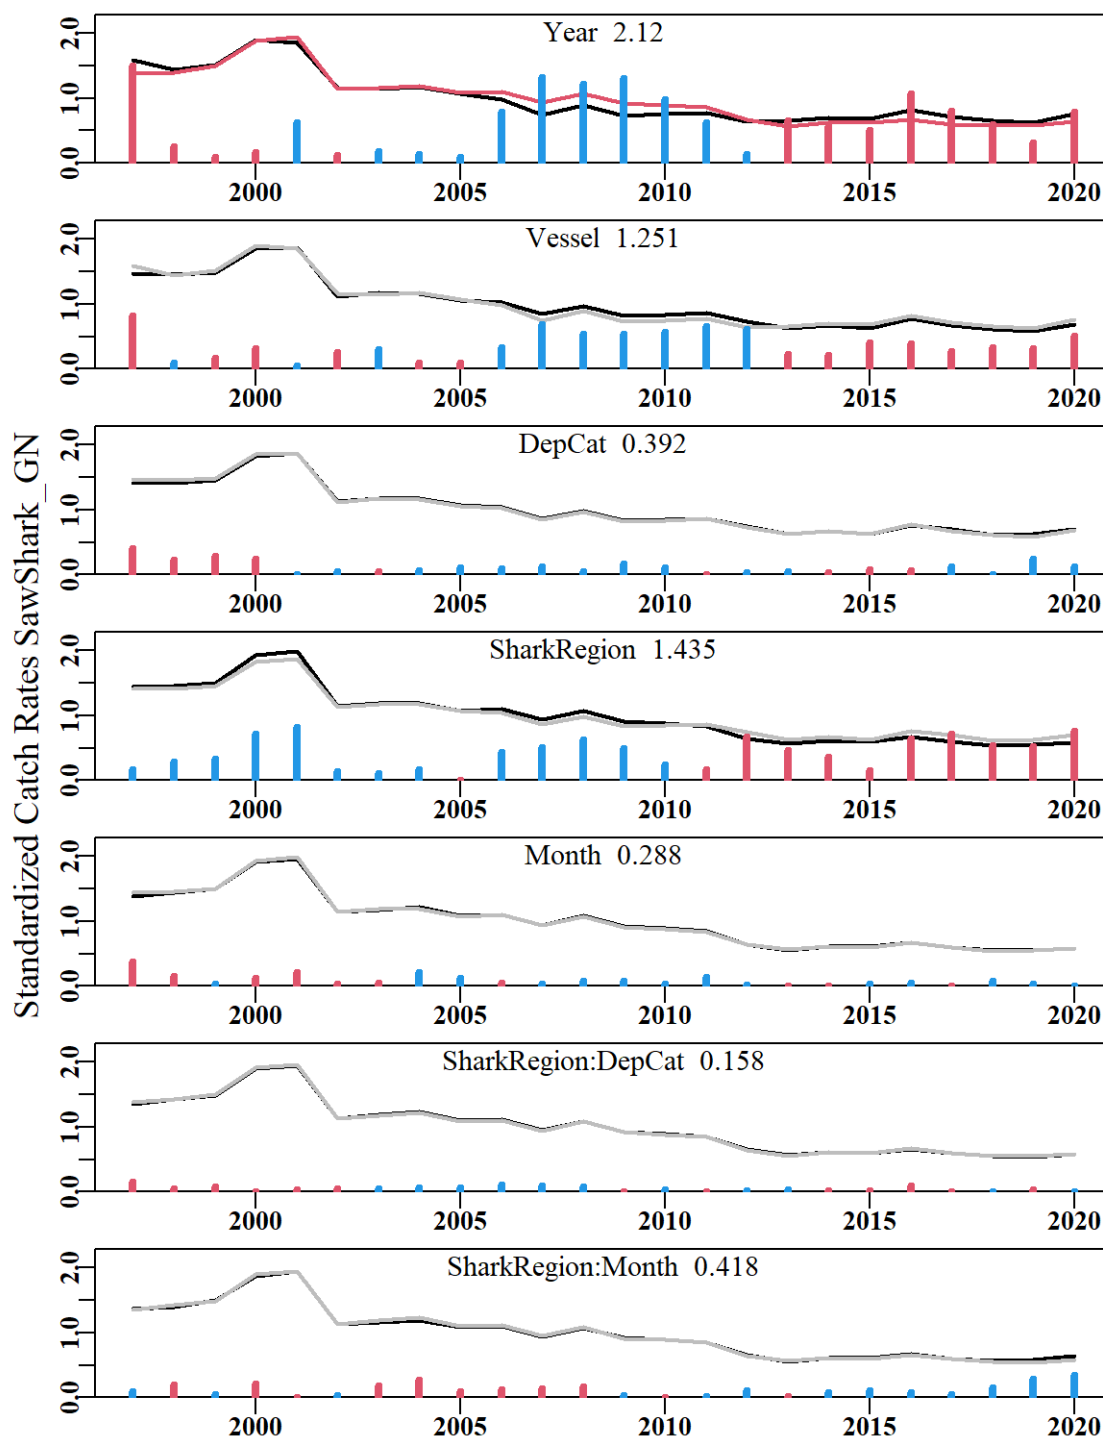 Standardized Catch Rates SawShark_GN
Year 2.12
0.0 1.0 2.0
2000 2005 2010 2015 2020
Vessel 1.251
0.0 1.0 2.0
2000 2005 2010 2015 2020
DepCat 0.392
0.0 1.0 2.0
2000 2005 2010 2015 2020
SharkRegion 1.435
0.0 1.0 2.0
2000 2005 2010 2015 2020
Month 0.288
0.0 1.0 2.0
2000 2005 2010 2015 2020
SharkRegion:DepCat 0.158
0.0 1.0 2.0
2000 2005 2010 2015 2020
SharkRegion:Month 0.418
0.0 1.0 2.0
2000 2005 2010 2015 2020